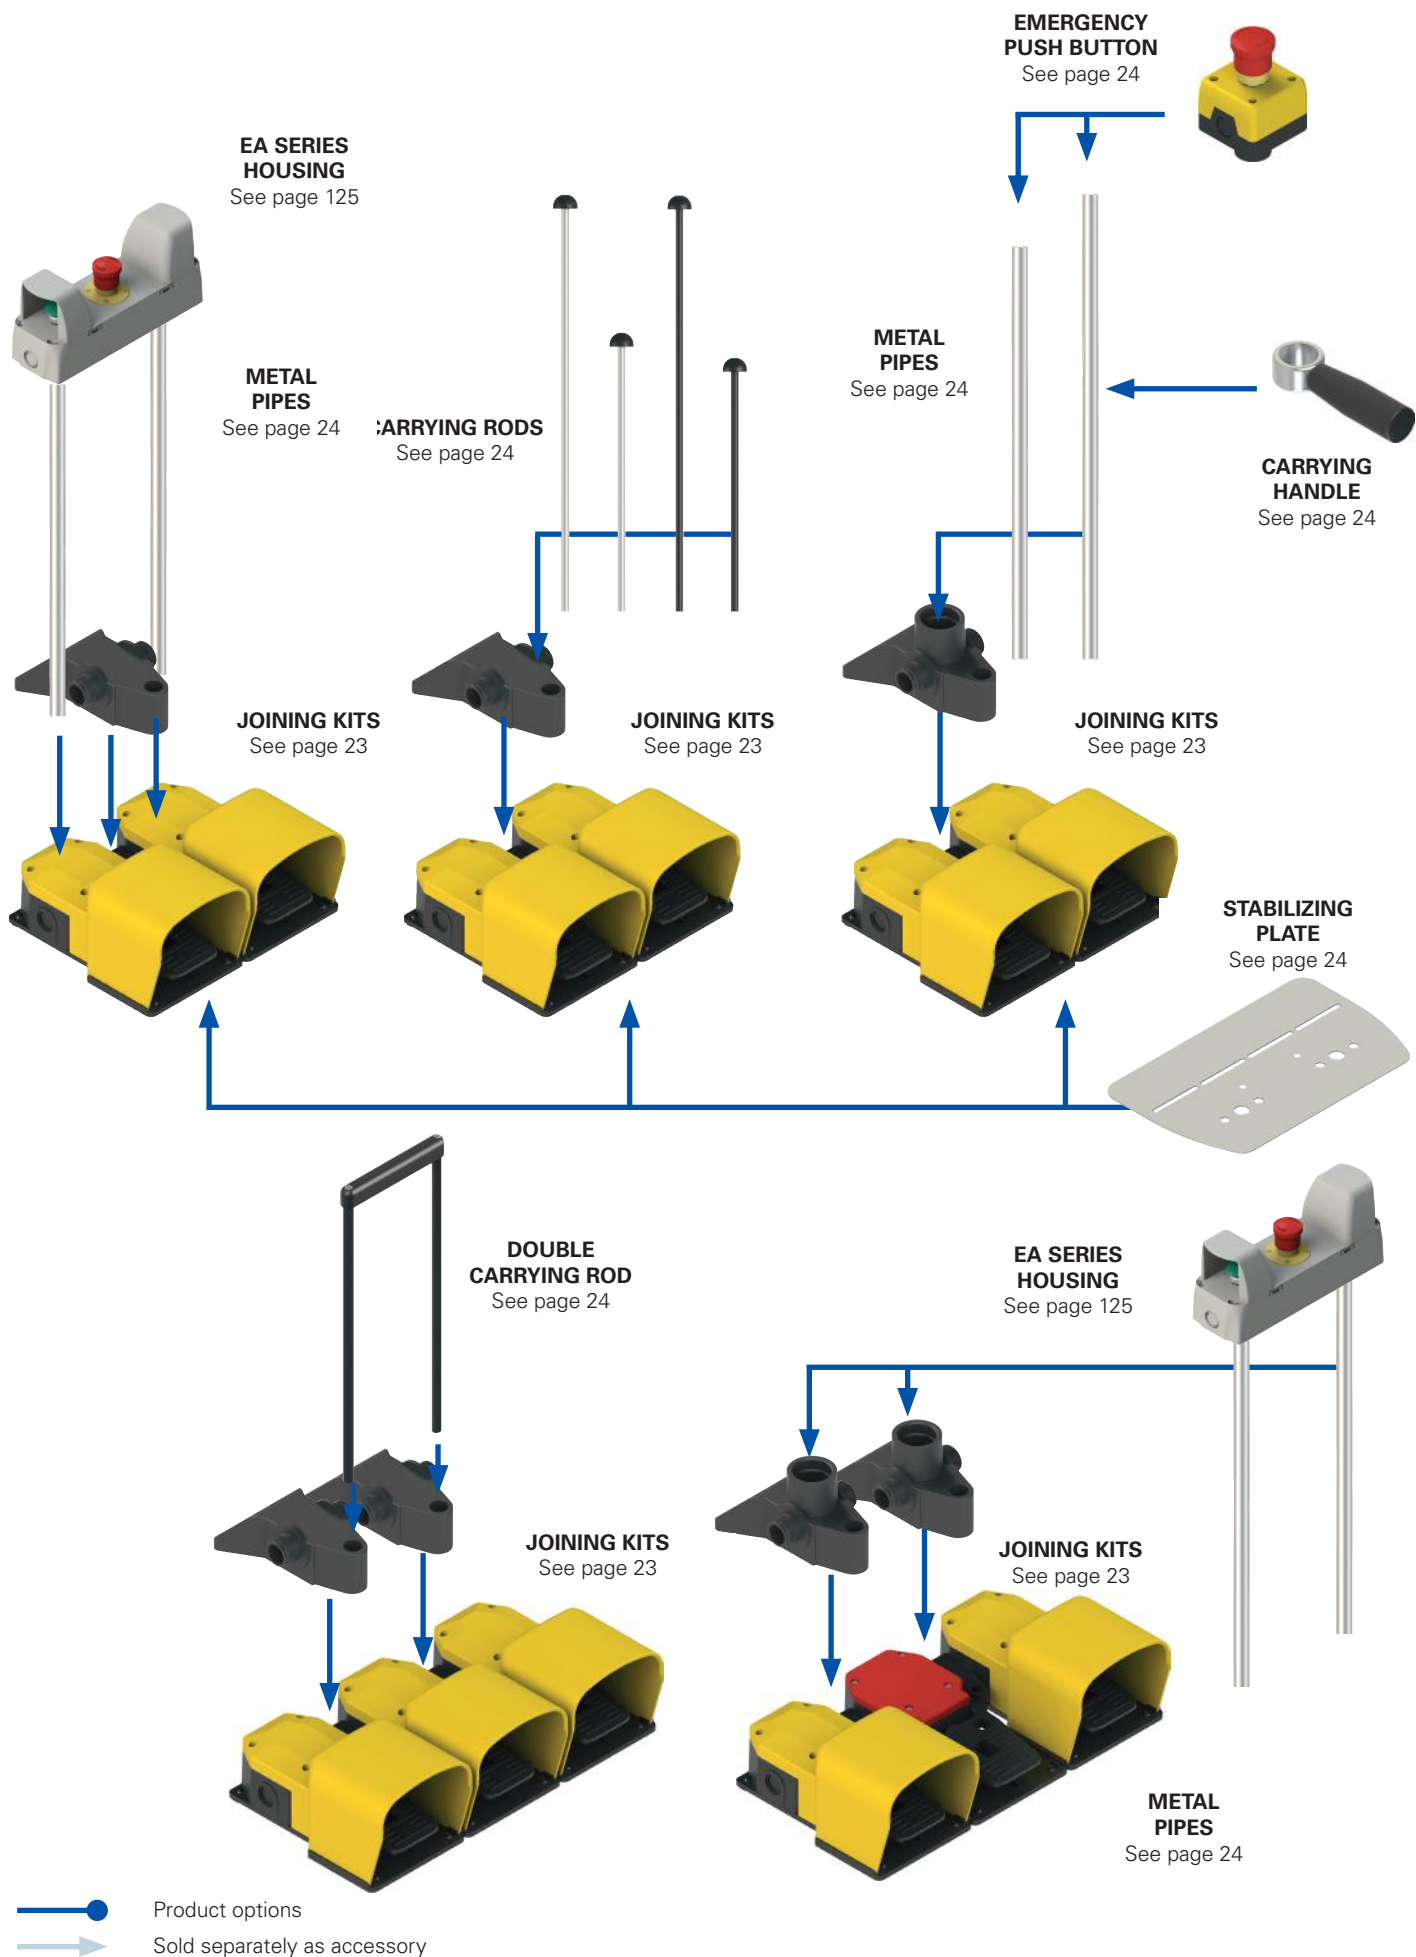 EMERGENCY
PUSH BUTTON
See page 24
EA SERIES
HOUSING
See page 125
METAL
PIPES
See page 24
CARRYING RODS
See page 24
METAL
PIPES
See page 24
CARRYING
HANDLE
See page 24
JOINING KITS
See page 23
JOINING KITS
See page 23
JOINING KITS
See page 23
STABILIZING
PLATE
See page 24
DOUBLE
CARRYING ROD
See page 24
EA SERIES
HOUSING
See page 125
JOINING KITS
See page 23
JOINING KITS
See page 23
METAL
PIPES
See page 24
Product options
Sold separately as accessory